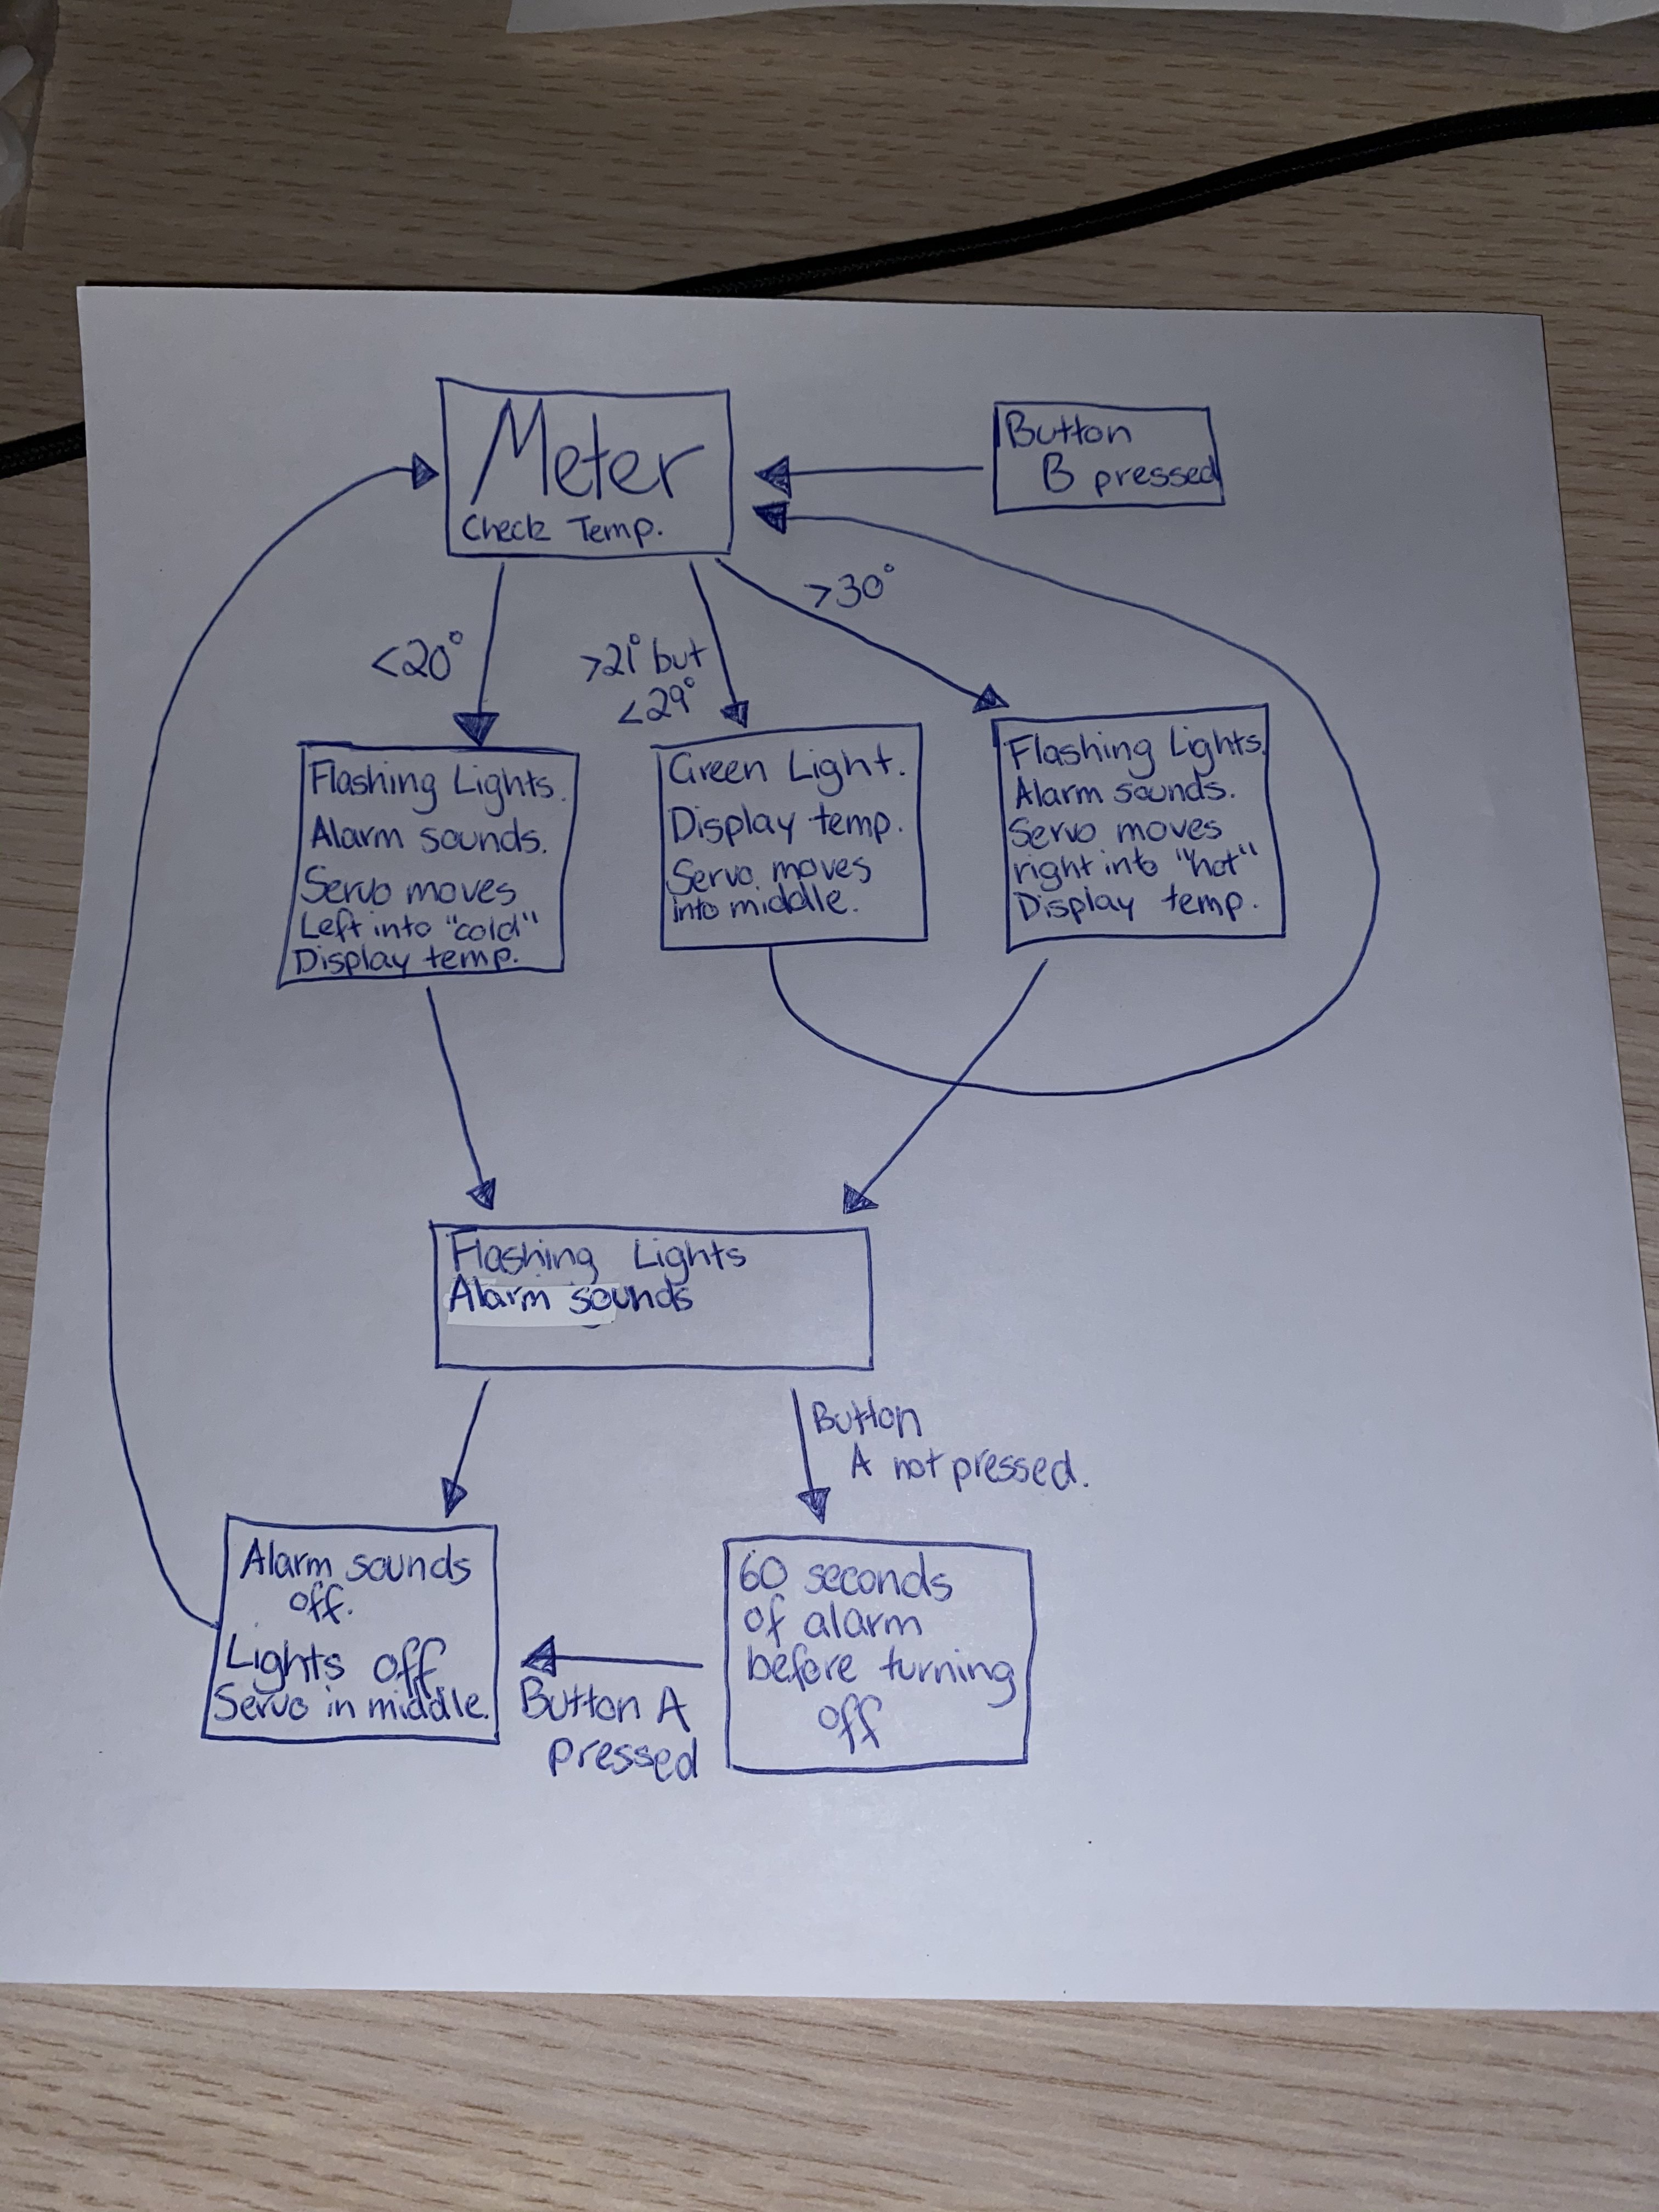 Meter
Check Temp.
Button
B pressed
<20°
>21° but
<29°
>30°
Flashing Lights.
Alarm sounds.
Servo moves
Left into "cold"
Display temp.
Green Light.
Display temp.
Servo moves
into middle.
Flashing Lights.
Alarm sounds.
Servo moves
right into "hot"
Display temp.
Flashing Lights
Alarm sounds
Button
A not pressed.
Alarm sounds
off.
Lights off
Servo in middle.
Button A
pressed
60 seconds
of alarm
before turning
off